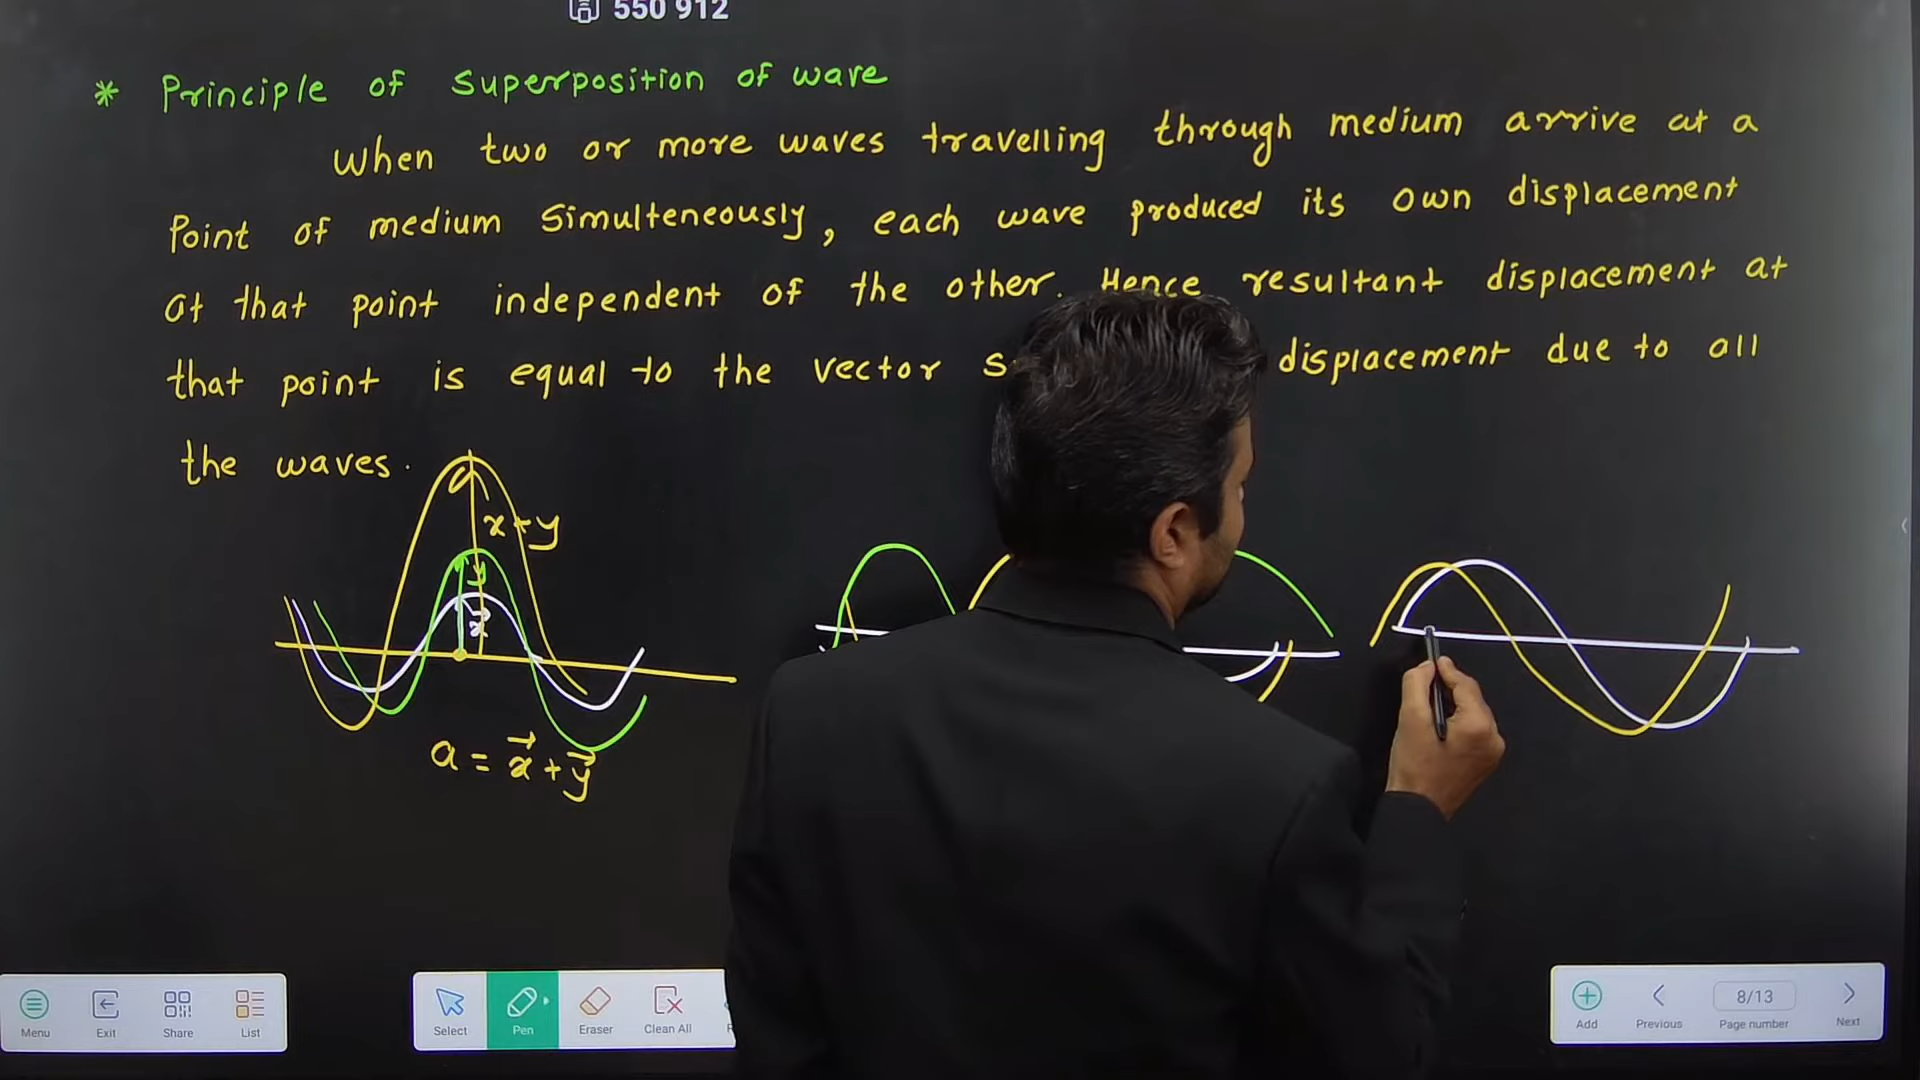 550 912
* Principle of superposition of wave
When two or more waves travelling through medium arrive at a
Point of medium Simulteneously, each wave produced its own displacement
at that point independent of the other. Hence resultant displacement at
that point is equal to the vector displacement due to all
the waves.
x+y
y
x
a = x⃗ + y⃗
Menu Exit Share List Select Pen Eraser Clean All Add Previous 8/13 Page number Next